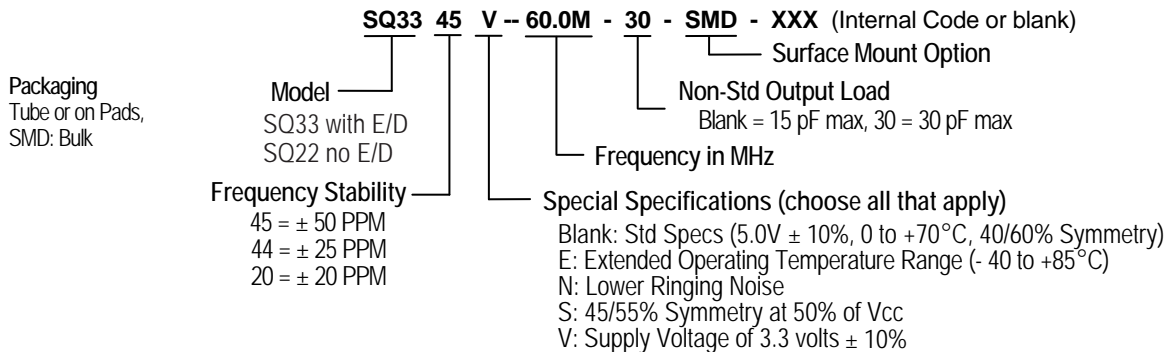 SQ33 45 V -- 60.0M - 30 - SMD - XXX (Internal Code or blank)
Surface Mount Option
Packaging
Tube or on Pads,
SMD: Bulk
Model
SQ33 with E/D
SQ22 no E/D
Non-Std Output Load
Blank = 15 pF max, 30 = 30 pF max
Frequency in MHz
Frequency Stability
45 = ± 50 PPM
44 = ± 25 PPM
20 = ± 20 PPM
Special Specifications (choose all that apply)
Blank: Std Specs (5.0V ± 10%, 0 to +70°C, 40/60% Symmetry)
E: Extended Operating Temperature Range (- 40 to +85°C)
N: Lower Ringing Noise
S: 45/55% Symmetry at 50% of Vcc
V: Supply Voltage of 3.3 volts ± 10%